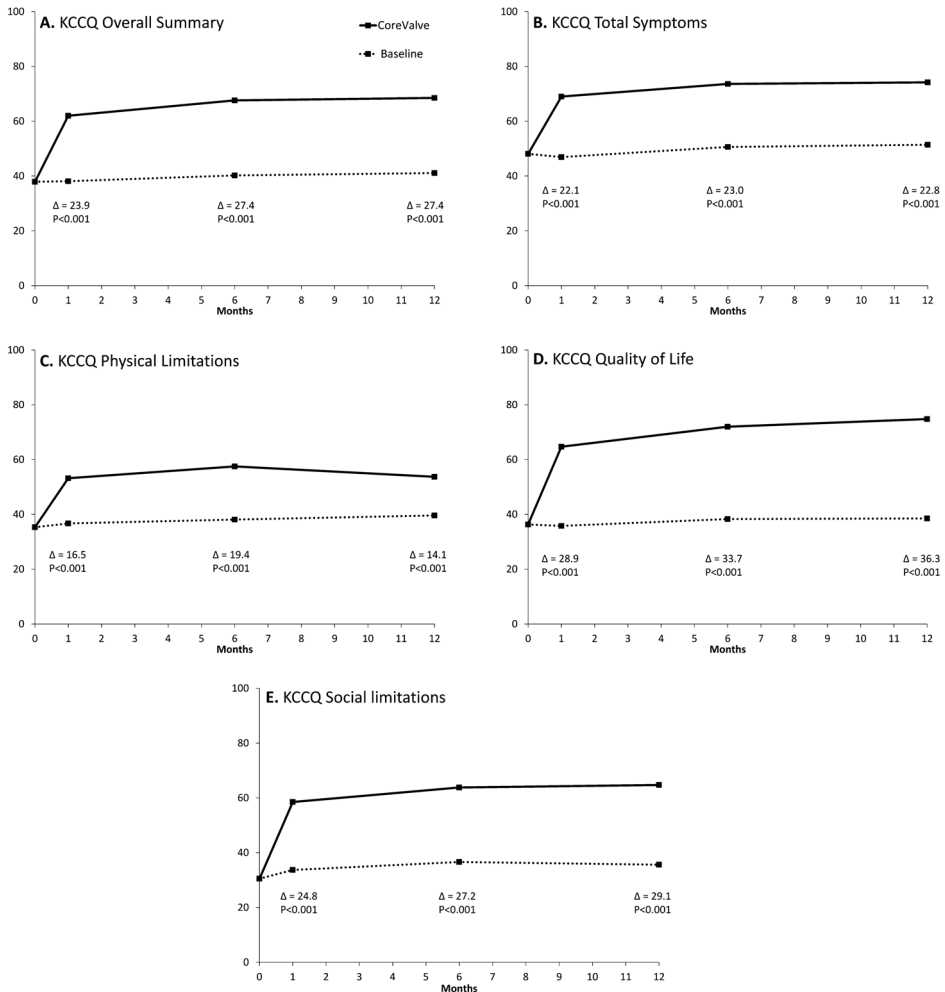 A. KCCQ Overall Summary
CoreValve
Baseline
100
80
60
40
20
0
Δ = 23.9
P<0.001
Δ = 27.4
P<0.001
Δ = 27.4
P<0.001
0 1 2 3 4 5 6 7 8 9 10 11 12
Months
B. KCCQ Total Symptoms
100
80
60
40
20
0
Δ = 22.1
P<0.001
Δ = 23.0
P<0.001
Δ = 22.8
P<0.001
0 1 2 3 4 5 6 7 8 9 10 11 12
Months
C. KCCQ Physical Limitations
100
80
60
40
20
0
Δ = 16.5
P<0.001
Δ = 19.4
P<0.001
Δ = 14.1
P<0.001
0 1 2 3 4 5 6 7 8 9 10 11 12
Months
D. KCCQ Quality of Life
100
80
60
40
20
0
Δ = 28.9
P<0.001
Δ = 33.7
P<0.001
Δ = 36.3
P<0.001
0 1 2 3 4 5 6 7 8 9 10 11 12
Months
E. KCCQ Social limitations
100
80
60
40
20
0
Δ = 24.8
P<0.001
Δ = 27.2
P<0.001
Δ = 29.1
P<0.001
0 1 2 3 4 5 6 7 8 9 10 11 12
Months